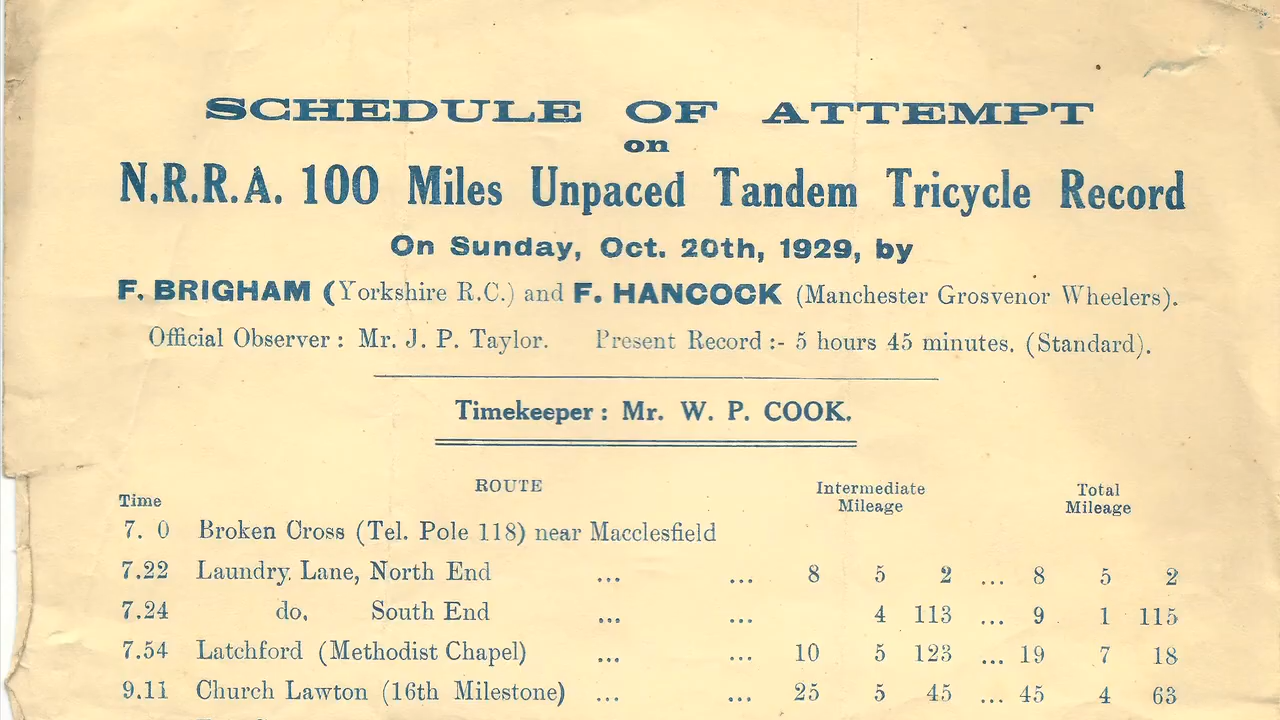 SCHEDULE OF ATTEMPT
on
N.R.R.A. 100 Miles Unpaced Tandem Tricycle Record
On Sunday, Oct. 20th, 1929, by
F. BRIGHAM (Yorkshire R.C.) and F. HANCOCK (Manchester Grosvenor Wheelers).
Official Observer : Mr. J. P. Taylor. Present Record :- 5 hours 45 minutes. (Standard).
Timekeeper : Mr. W. P. COOK.
Time ROUTE Intermediate Mileage Total Mileage
7. 0 Broken Cross (Tel. Pole 118) near Macclesfield
7.22 Laundry Lane, North End ... ... 8 5 2 ... 8 5 2
7.24 do. South End ... ... 4 113 ... 9 1 115
7.54 Latchford (Methodist Chapel) ... ... 10 5 123 ... 19 7 18
9.11 Church Lawton (16th Milestone) ... ... 25 5 45 ... 45 4 63